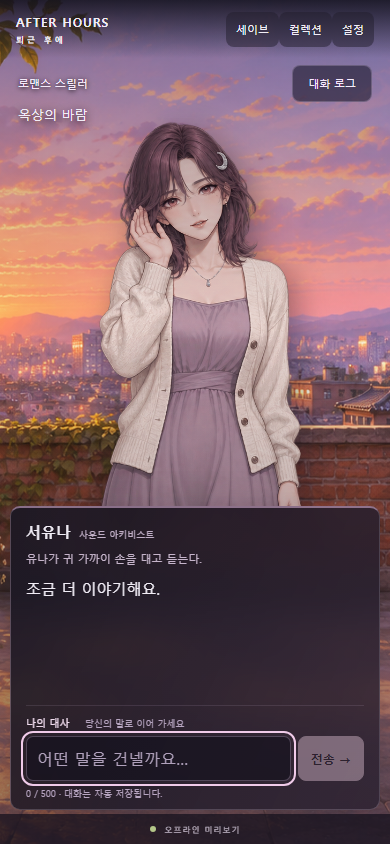 AFTER HOURS
퇴근 후에
세이브 컬렉션 설정
로맨스 스릴러
대화 로그
옥상의 바람
서유나 사운드 아키비스트
유나가 귀 가까이 손을 대고 듣는다.
조금 더 이야기해요.
나의 대사 당신의 말로 이어 가세요
어떤 말을 건넬까요...
전송 →
0 / 500 · 대화는 자동 저장됩니다.
오프라인 미리보기